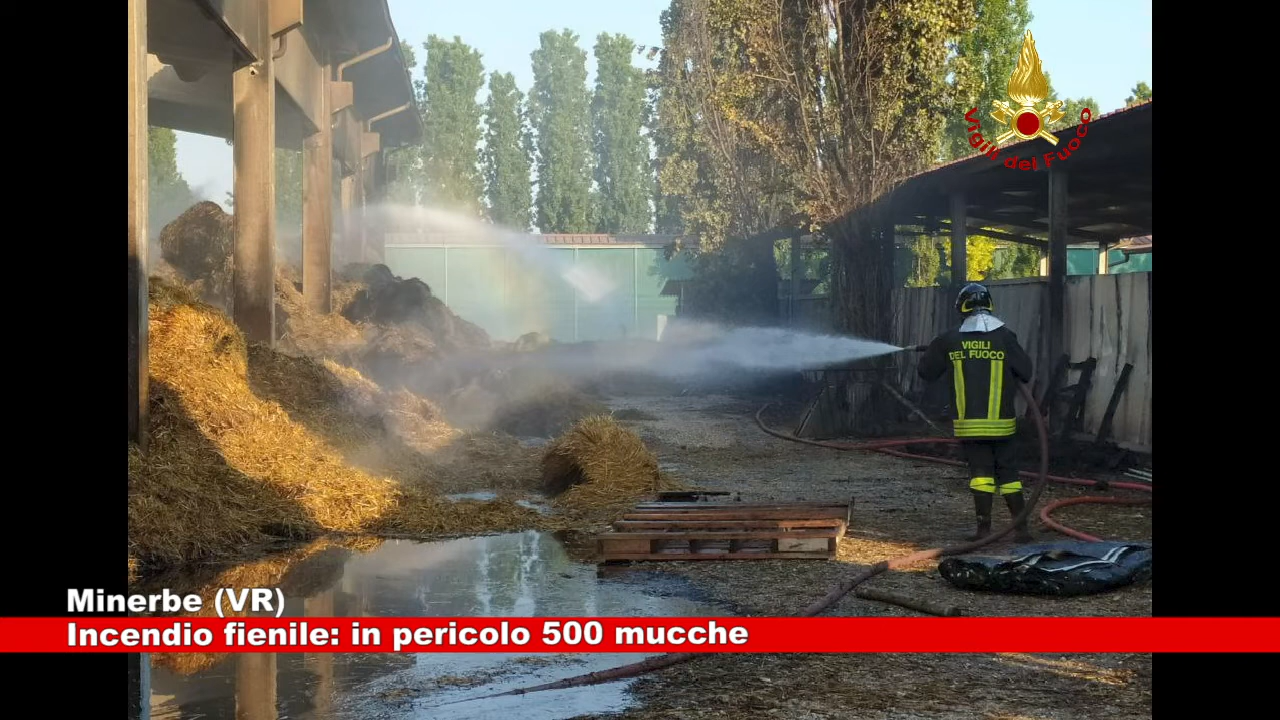 Vigili del Fuoco
VIGILI
DEL FUOCO
Minerbe (VR)
Incendio fienile: in pericolo 500 mucche